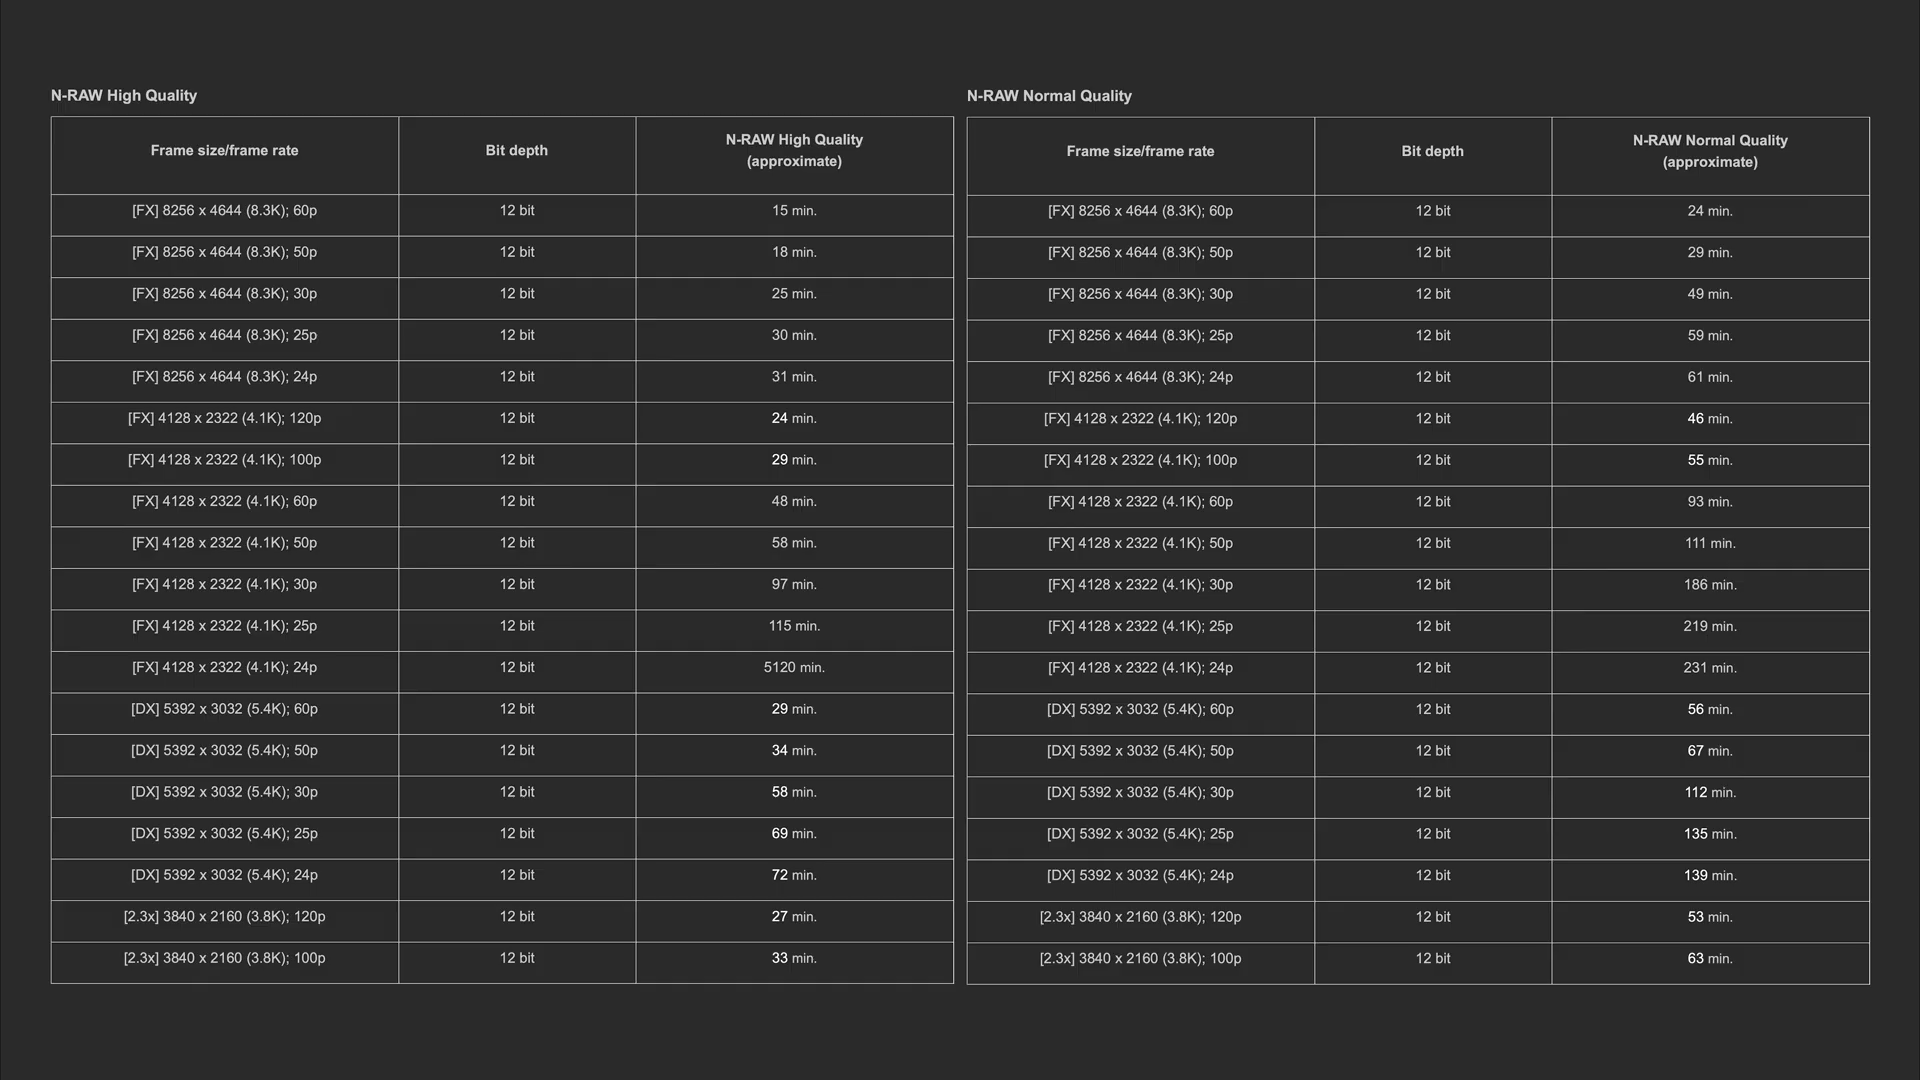 N-RAW High Quality
Frame size/frame rate Bit depth N-RAW High Quality
(approximate)
[FX] 8256 x 4644 (8.3K); 60p 12 bit 15 min.
[FX] 8256 x 4644 (8.3K); 50p 12 bit 18 min.
[FX] 8256 x 4644 (8.3K); 30p 12 bit 25 min.
[FX] 8256 x 4644 (8.3K); 25p 12 bit 30 min.
[FX] 8256 x 4644 (8.3K); 24p 12 bit 31 min.
[FX] 4128 x 2322 (4.1K); 120p 12 bit 24 min.
[FX] 4128 x 2322 (4.1K); 100p 12 bit 29 min.
[FX] 4128 x 2322 (4.1K); 60p 12 bit 48 min.
[FX] 4128 x 2322 (4.1K); 50p 12 bit 58 min.
[FX] 4128 x 2322 (4.1K); 30p 12 bit 97 min.
[FX] 4128 x 2322 (4.1K); 25p 12 bit 115 min.
[FX] 4128 x 2322 (4.1K); 24p 12 bit 5120 min.
[DX] 5392 x 3032 (5.4K); 60p 12 bit 29 min.
[DX] 5392 x 3032 (5.4K); 50p 12 bit 34 min.
[DX] 5392 x 3032 (5.4K); 30p 12 bit 58 min.
[DX] 5392 x 3032 (5.4K); 25p 12 bit 69 min.
[DX] 5392 x 3032 (5.4K); 24p 12 bit 72 min.
[2.3x] 3840 x 2160 (3.8K); 120p 12 bit 27 min.
[2.3x] 3840 x 2160 (3.8K); 100p 12 bit 33 min.
N-RAW Normal Quality
Frame size/frame rate Bit depth N-RAW Normal Quality
(approximate)
[FX] 8256 x 4644 (8.3K); 60p 12 bit 24 min.
[FX] 8256 x 4644 (8.3K); 50p 12 bit 29 min.
[FX] 8256 x 4644 (8.3K); 30p 12 bit 49 min.
[FX] 8256 x 4644 (8.3K); 25p 12 bit 59 min.
[FX] 8256 x 4644 (8.3K); 24p 12 bit 61 min.
[FX] 4128 x 2322 (4.1K); 120p 12 bit 46 min.
[FX] 4128 x 2322 (4.1K); 100p 12 bit 55 min.
[FX] 4128 x 2322 (4.1K); 60p 12 bit 93 min.
[FX] 4128 x 2322 (4.1K); 50p 12 bit 111 min.
[FX] 4128 x 2322 (4.1K); 30p 12 bit 186 min.
[FX] 4128 x 2322 (4.1K); 25p 12 bit 219 min.
[FX] 4128 x 2322 (4.1K); 24p 12 bit 231 min.
[DX] 5392 x 3032 (5.4K); 60p 12 bit 56 min.
[DX] 5392 x 3032 (5.4K); 50p 12 bit 67 min.
[DX] 5392 x 3032 (5.4K); 30p 12 bit 112 min.
[DX] 5392 x 3032 (5.4K); 25p 12 bit 135 min.
[DX] 5392 x 3032 (5.4K); 24p 12 bit 139 min.
[2.3x] 3840 x 2160 (3.8K); 120p 12 bit 53 min.
[2.3x] 3840 x 2160 (3.8K); 100p 12 bit 63 min.